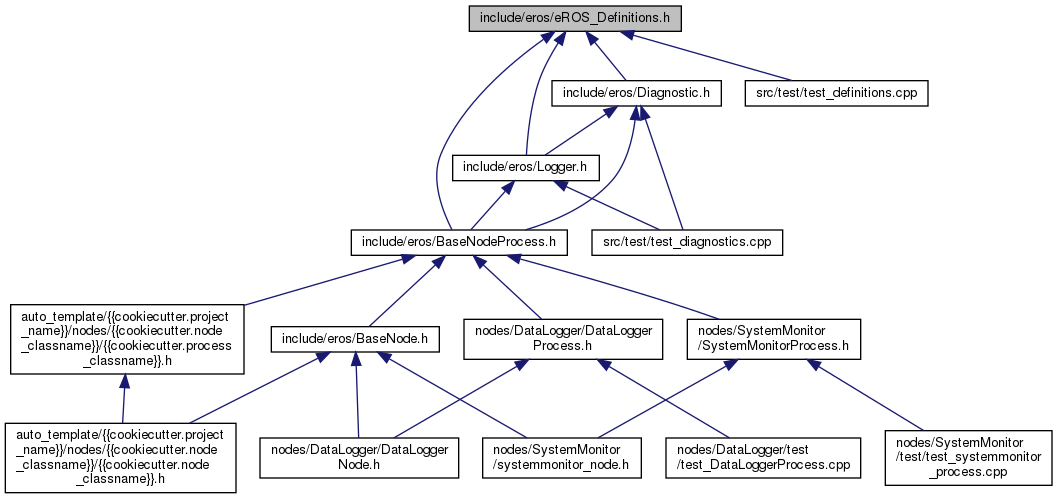 include/eros/eROS_Definitions.h
include/eros/Diagnostic.h
src/test/test_definitions.cpp
include/eros/Logger.h
include/eros/BaseNodeProcess.h
src/test/test_diagnostics.cpp
auto_template/{{cookiecutter.project
_name}}/nodes/{{cookiecutter.node
_classname}}/{{cookiecutter.process
_classname}}.h
include/eros/BaseNode.h
nodes/DataLogger/DataLogger
Process.h
nodes/SystemMonitor
/SystemMonitorProcess.h
auto_template/{{cookiecutter.project
_name}}/nodes/{{cookiecutter.node
_classname}}/{{cookiecutter.node
_classname}}.h
nodes/DataLogger/DataLogger
Node.h
nodes/SystemMonitor
/systemmonitor_node.h
nodes/DataLogger/test
/test_DataLoggerProcess.cpp
nodes/SystemMonitor
/test/test_systemmonitor
_process.cpp